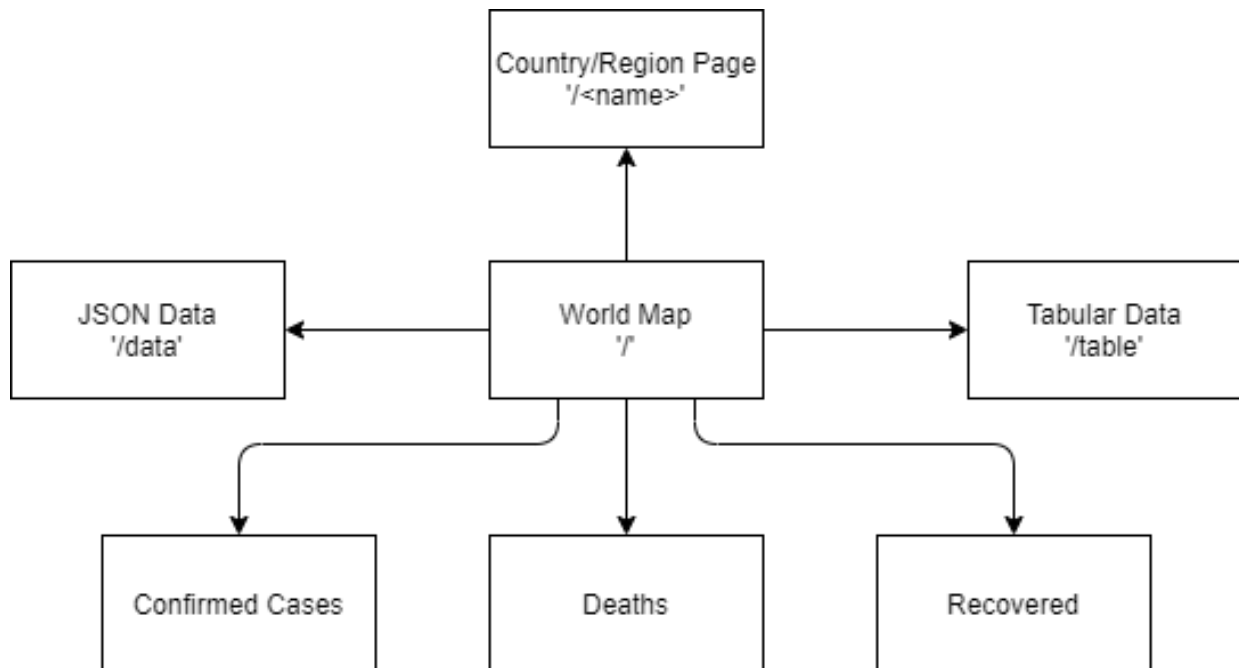 Country/Region Page
'/<name>'
JSON Data
'/data'
World Map
'/'
Tabular Data
'/table'
Confirmed Cases
Deaths
Recovered